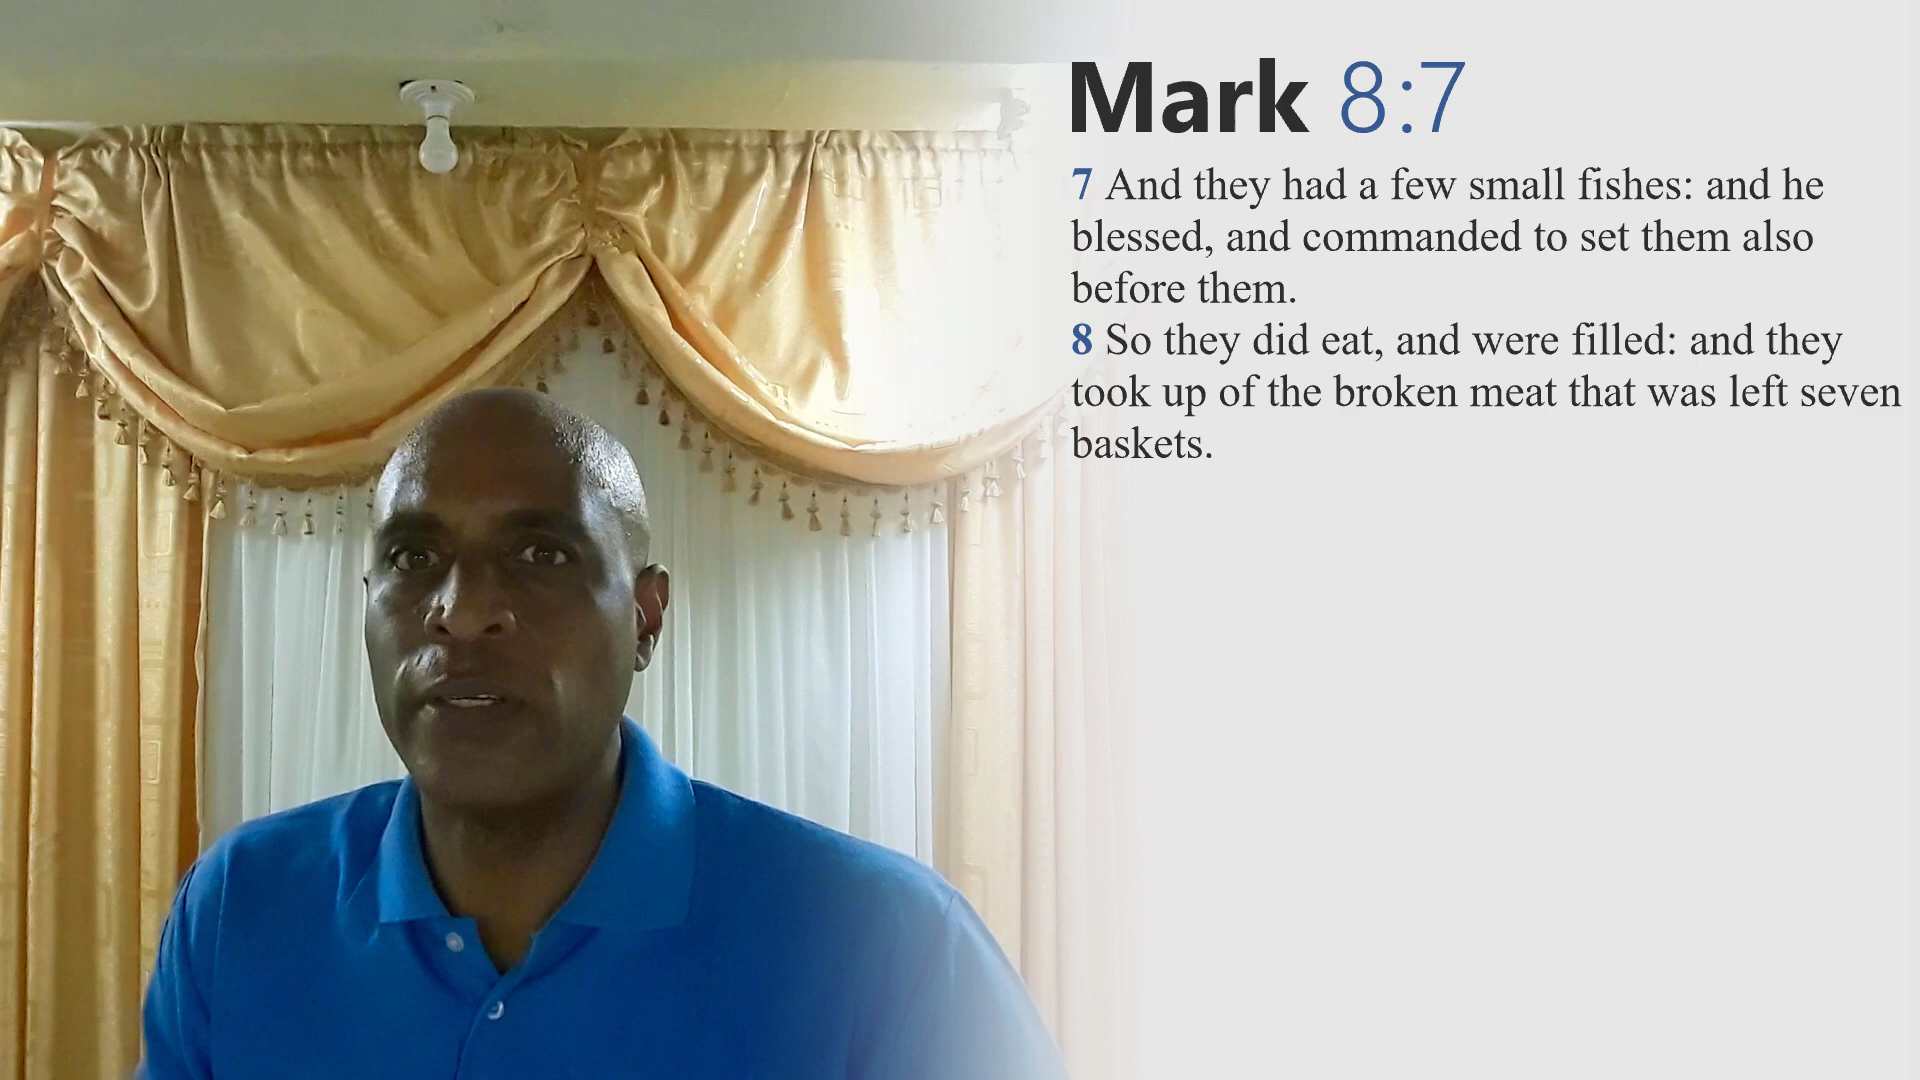 Mark 8:7
7 And they had a few small fishes: and he
blessed, and commanded to set them also
before them.
8 So they did eat, and were filled: and they
took up of the broken meat that was left seven
baskets.